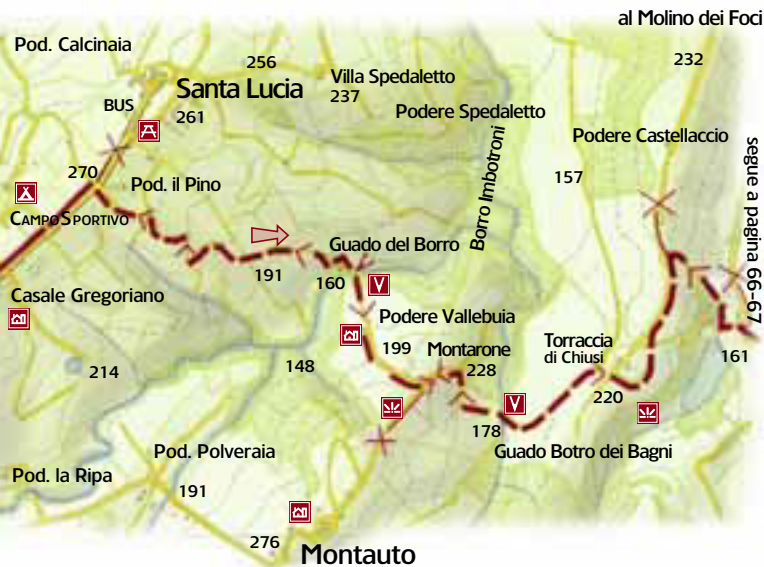 al Molino dei Foci
Pod. Calcinaia
256
232
Santa Lucia
Villa Spedaletto
237
BUS
261
Podere Spedaletto
Podere Castellaccio
Borro Imbotroni
segue a pagina 66-67
270
Pod. il Pino
157
CAMPO SPORTIVO
Guado del Borro
191
160
Casale Gregoriano
Podere Vallebuia
199
Montarone
Torraccia
di Chiusi
148
228
161
214
220
178
Guado Botro dei Bagni
Pod. Polveraia
Pod. la Ripa
191
276
Montauto